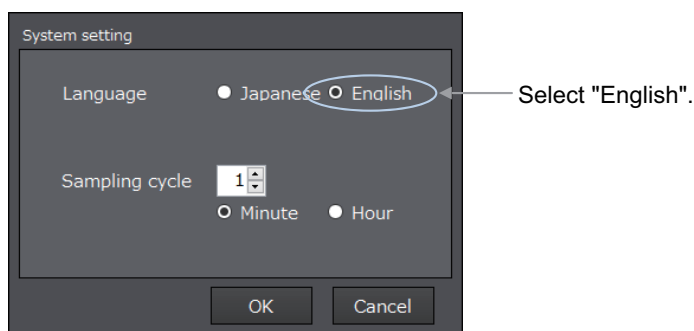 System setting
Language Japanese English
Select "English".
Sampling cycle 1
Minute Hour
OK Cancel